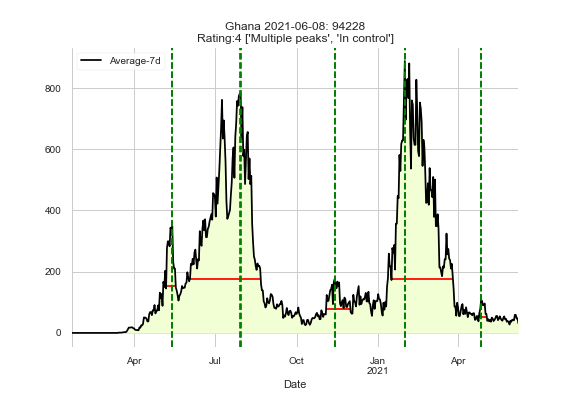 Ghana 2021-06-08: 94228
Rating:4 ['Multiple peaks', 'In control']
Average-7d
800
600
400
200
0
Apr
Jul
Oct
Jan
2021
Apr
Date